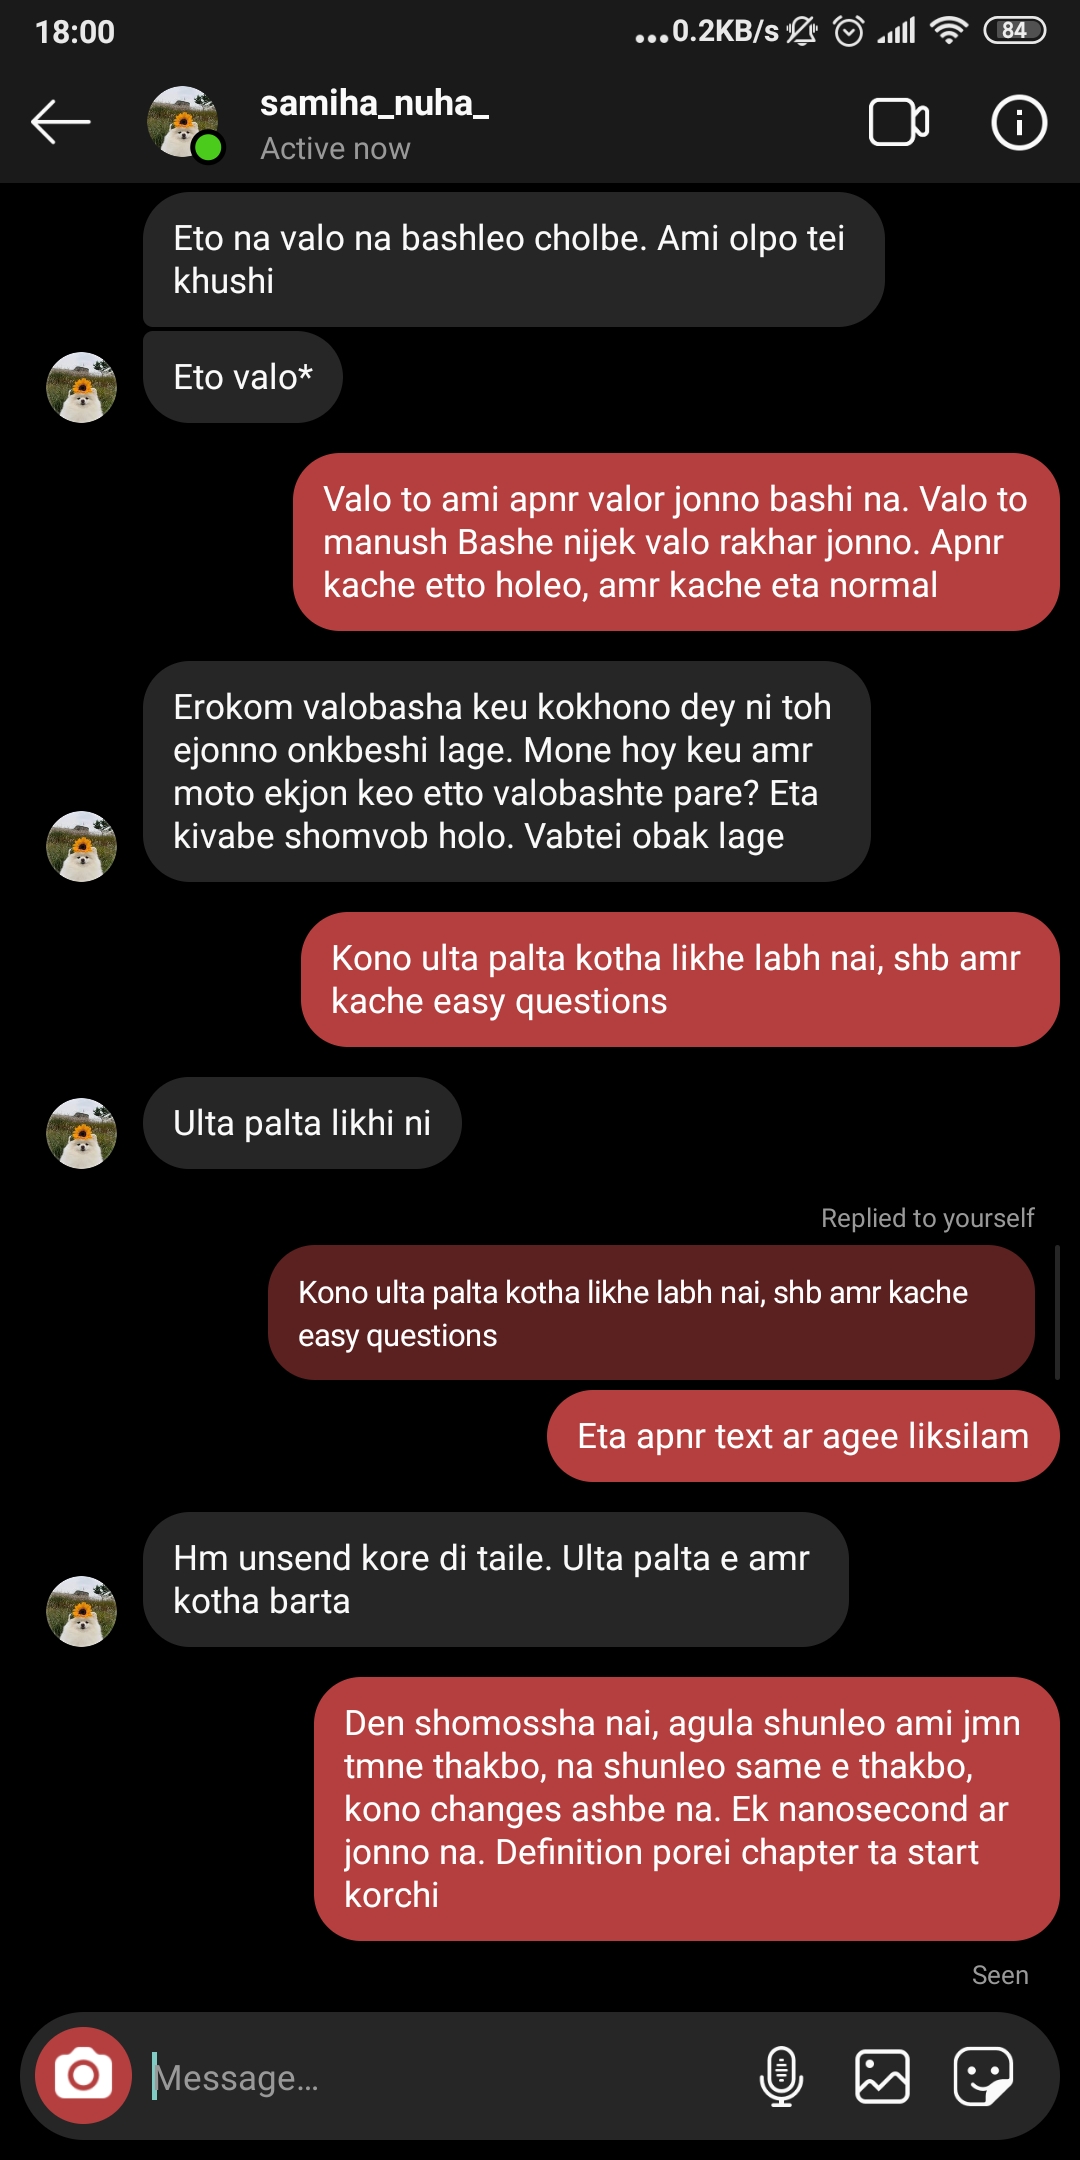 18:00
...0.2KB/s
84
samiha_nuha_
Active now
Eto na valo na bashleo cholbe. Ami olpo tei
khushi
Eto valo*
Valo to ami apnr valor jonno bashi na. Valo to
manush Bashe nijek valo rakhar jonno. Apnr
kache etto holeo, amr kache eta normal
Erokom valobasha keu kokhono dey ni toh
ejonno onkbeshi lage. Mone hoy keu amr
moto ekjon keo etto valobashte pare? Eta
kivabe shomvob holo. Vabtei obak lage
Kono ulta palta kotha likhe labh nai, shb amr
kache easy questions
Ulta palta likhi ni
Replied to yourself
Kono ulta palta kotha likhe labh nai, shb amr kache
easy questions
Eta apnr text ar agee liksilam
Hm unsend kore di taile. Ulta palta e amr
kotha barta
Den shomossha nai, agula shunleo ami jmn
tmne thakbo, na shunleo same e thakbo,
kono changes ashbe na. Ek nanosecond ar
jonno na. Definition porei chapter ta start
korchi
Seen
Message...